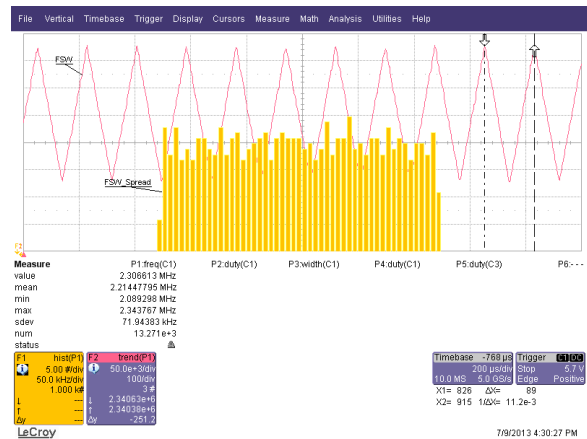 File Vertical Timebase Trigger Display Cursors Measure Math Analysis Utilities Help
FSW
FSW_Spread
F2
Measure P1:freq(C1) P2:duty(C1) P3:width(C1) P4:duty(C1) P5:duty(C3) P6:- - -
value 2.306613 MHz
mean 2.21447795 MHz
min 2.089298 MHz
max 2.343767 MHz
sdev 71.94383 kHz
num 13.271e+3
status
F1 hist(P1)
5.00 #/div
50.0 kHz/div
1.000 k#
↓ ---
↑ ---
Δy ---
F2 trend(P1)
50.0e+3/div
100/div
3 #
↓ 2.34063e+6
↑ 2.34038e+6
Δy -251.2
Timebase -768 µs
200 µs/div
10.0 MS 5.0 GS/s
Trigger C1 DC
Stop 5.7 V
Edge Positive
X1= 826 ΔX= 89
X2= 915 1/ΔX= 11.2e-3
LeCroy
7/9/2013 4:30:27 PM